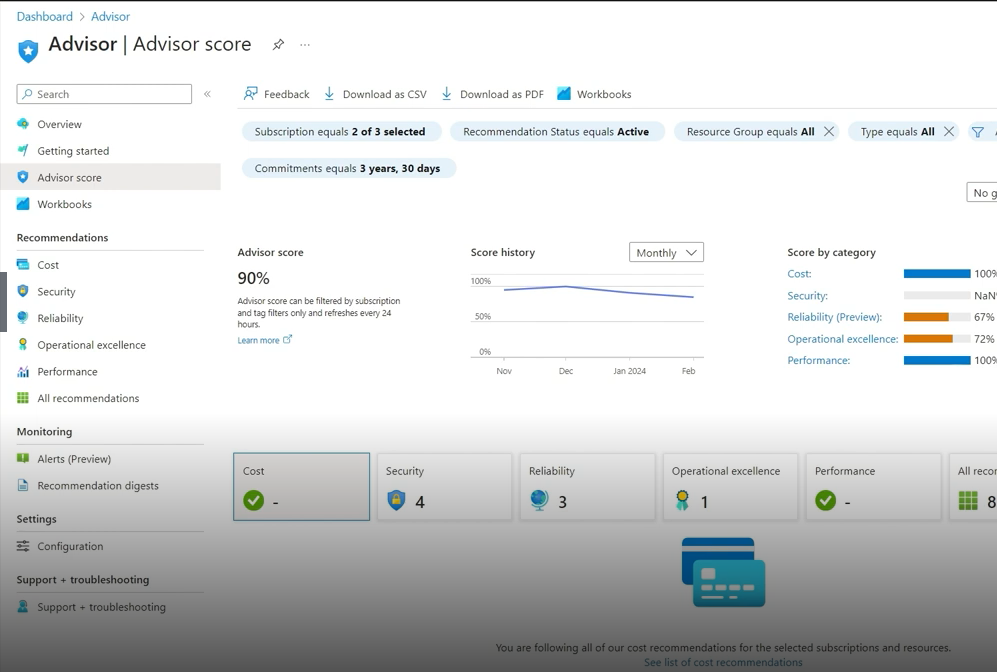 Dashboard > Advisor
Advisor | Advisor score
Search
Overview
Getting started
Advisor score
Workbooks
Recommendations
Cost
Security
Reliability
Operational excellence
Performance
All recommendations
Monitoring
Alerts (Preview)
Recommendation digests
Settings
Configuration
Support + troubleshooting
Support + troubleshooting
Feedback
Download as CSV
Download as PDF
Workbooks
Subscription equals 2 of 3 selected
Recommendation Status equals Active
Resource Group equals All
Type equals All
Commitments equals 3 years, 30 days
No g
Advisor score
90%
Advisor score can be filtered by subscription
and tag filters only and refreshes every 24
hours.
Learn more
Score history
Monthly
100%
50%
0%
Nov Dec Jan 2024 Feb
Score by category
Cost: 100%
Security: NaN%
Reliability (Preview): 67%
Operational excellence: 72%
Performance: 100%
Cost
-
Security
4
Reliability
3
Operational excellence
1
Performance
-
All recon
8
You are following all of our cost recommendations for the selected subscriptions and resources.
See list of cost recommendations